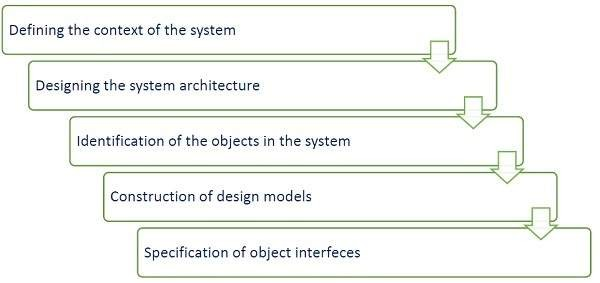 Defining the context of the system
Designing the system architecture
Identification of the objects in the system
Construction of design models
Specification of object interfeces